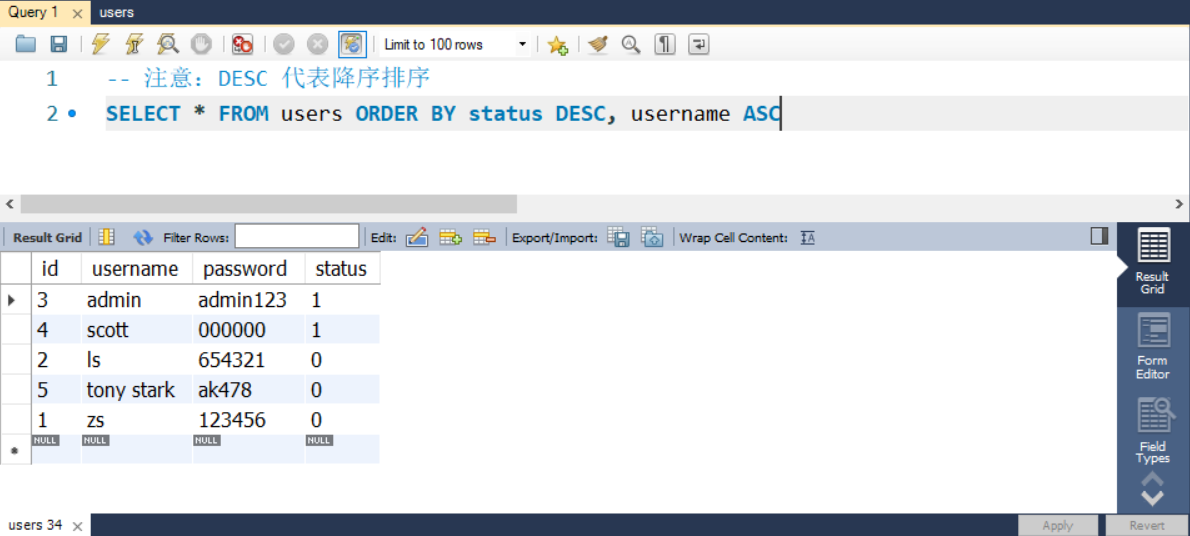 Query 1 × users
Limit to 100 rows
1 -- 注意：DESC 代表降序排序
2 SELECT * FROM users ORDER BY status DESC, username ASC
Result Grid Filter Rows: Edit: Export/Import: Wrap Cell Content:
id username password status
3 admin admin123 1
4 scott 000000 1
2 ls 654321 0
5 tony stark ak478 0
1 zs 123456 0
NULL NULL NULL NULL
Result
Grid
Form
Editor
Field
Types
users 34 × Apply Revert